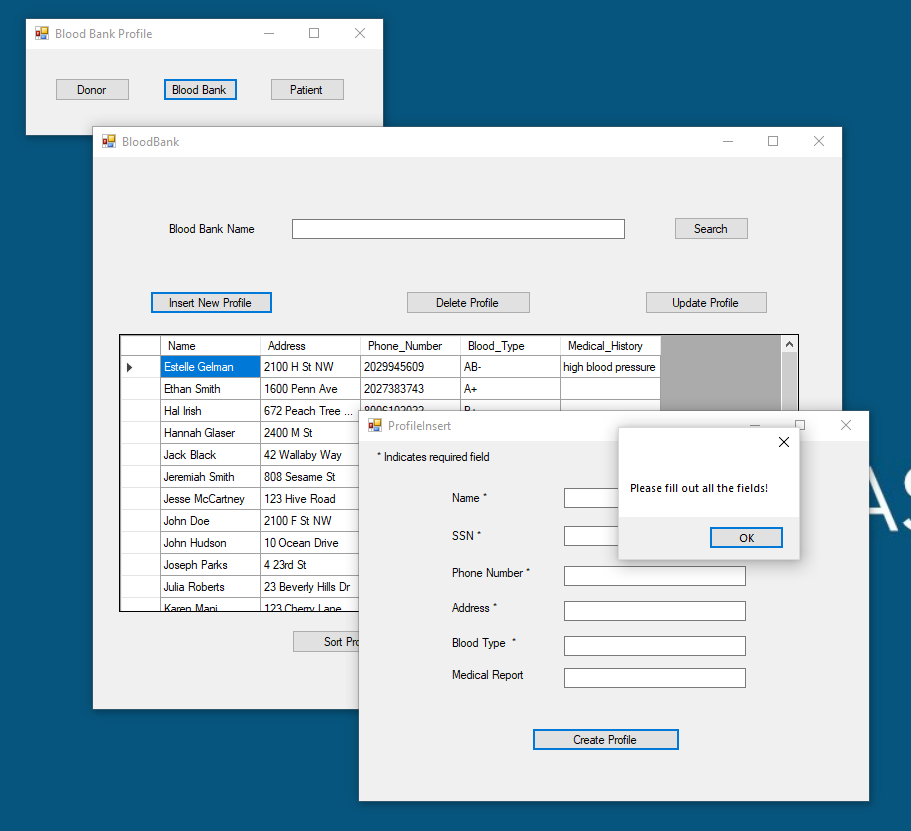 Blood Bank Profile
Donor Blood Bank Patient
BloodBank
Blood Bank Name Search
Insert New Profile Delete Profile Update Profile
Name Address Phone_Number Blood_Type Medical_History
Estelle Gelman 2100 H St NW 2029945609 AB- high blood pressure
Ethan Smith 1600 Penn Ave 2027383743 A+
Hal Irish 672 Peach Tree ...
Hannah Glaser 2400 M St
Jack Black 42 Wallaby Way
Jeremiah Smith 808 Sesame St
Jesse McCartney 123 Hive Road
John Doe 2100 F St NW
John Hudson 10 Ocean Drive
Joseph Parks 4 23rd St
Julia Roberts 23 Beverly Hills Dr
Karen Mani 123 Cherry Lane
Sort Pro
ProfileInsert
* Indicates required field
Name *
SSN *
Phone Number *
Address *
Blood Type *
Medical Report
Create Profile
Please fill out all the fields!
OK
AS